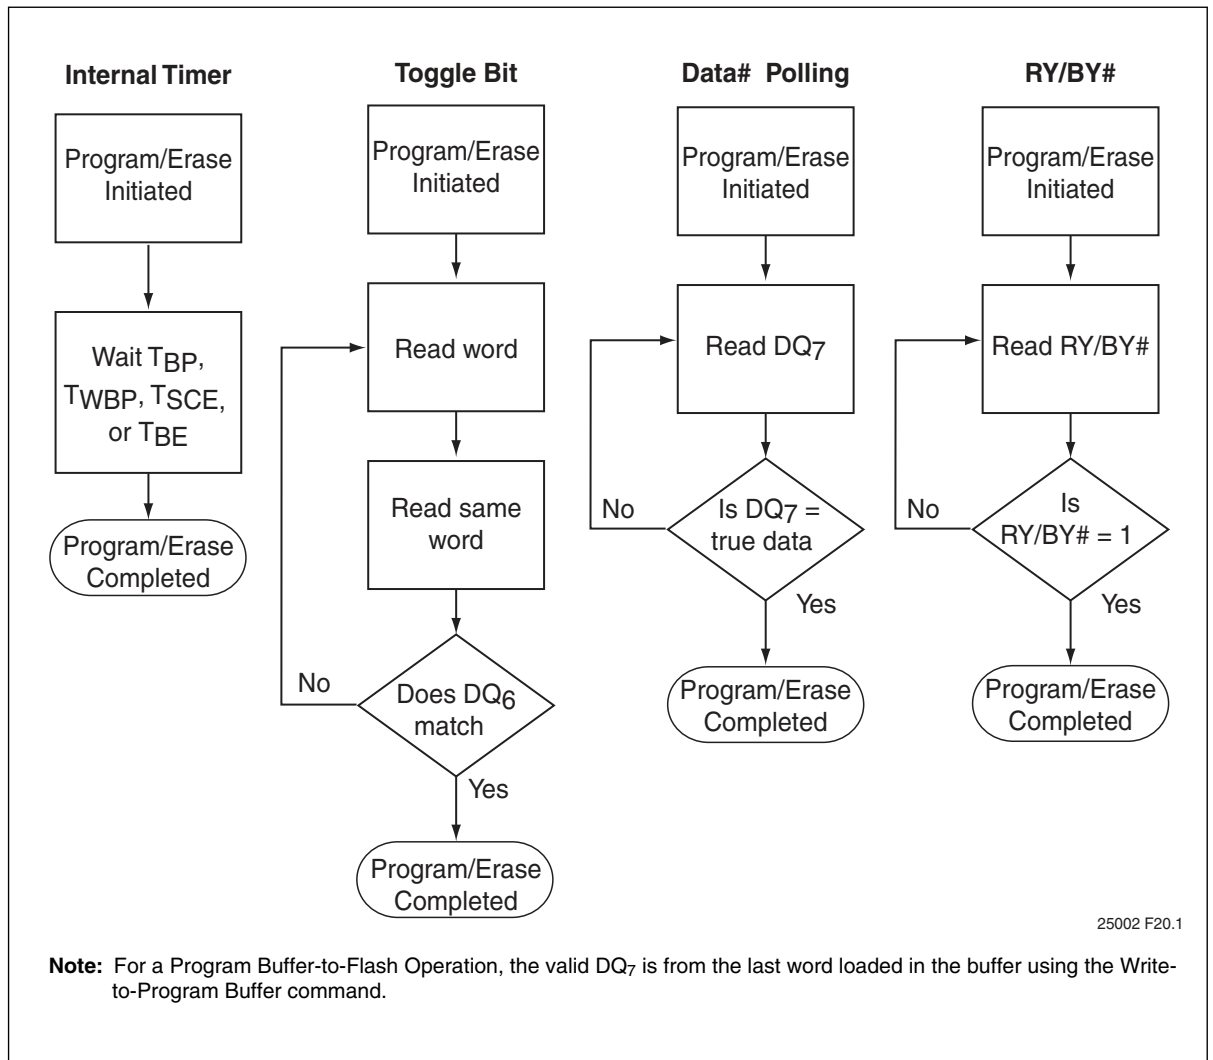 Internal Timer
Program/Erase
Initiated
Wait TBP,
TWBP, TSCE,
or TBE
Program/Erase
Completed
Toggle Bit
Program/Erase
Initiated
Read word
Read same
word
Does DQ6
match
No
Yes
Program/Erase
Completed
Data# Polling
Program/Erase
Initiated
Read DQ7
Is DQ7 =
true data
No
Yes
Program/Erase
Completed
RY/BY#
Program/Erase
Initiated
Read RY/BY#
Is
RY/BY# = 1
No
Yes
Program/Erase
Completed
25002 F20.1
Note: For a Program Buffer-to-Flash Operation, the valid DQ7 is from the last word loaded in the buffer using the Write-
to-Program Buffer command.